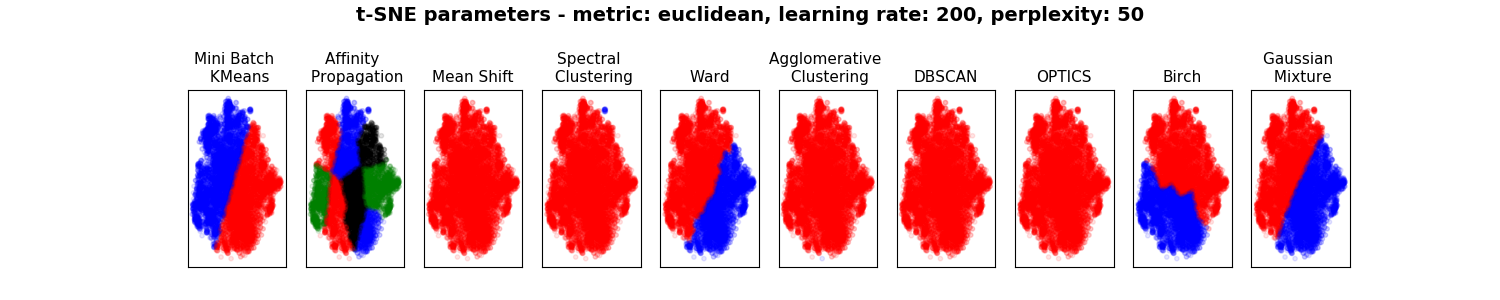 t-SNE parameters - metric: euclidean, learning rate: 200, perplexity: 50
Mini Batch
KMeans
Affinity
Propagation
Mean Shift
Spectral
Clustering
Ward
Agglomerative
Clustering
DBSCAN
OPTICS
Birch
Gaussian
Mixture